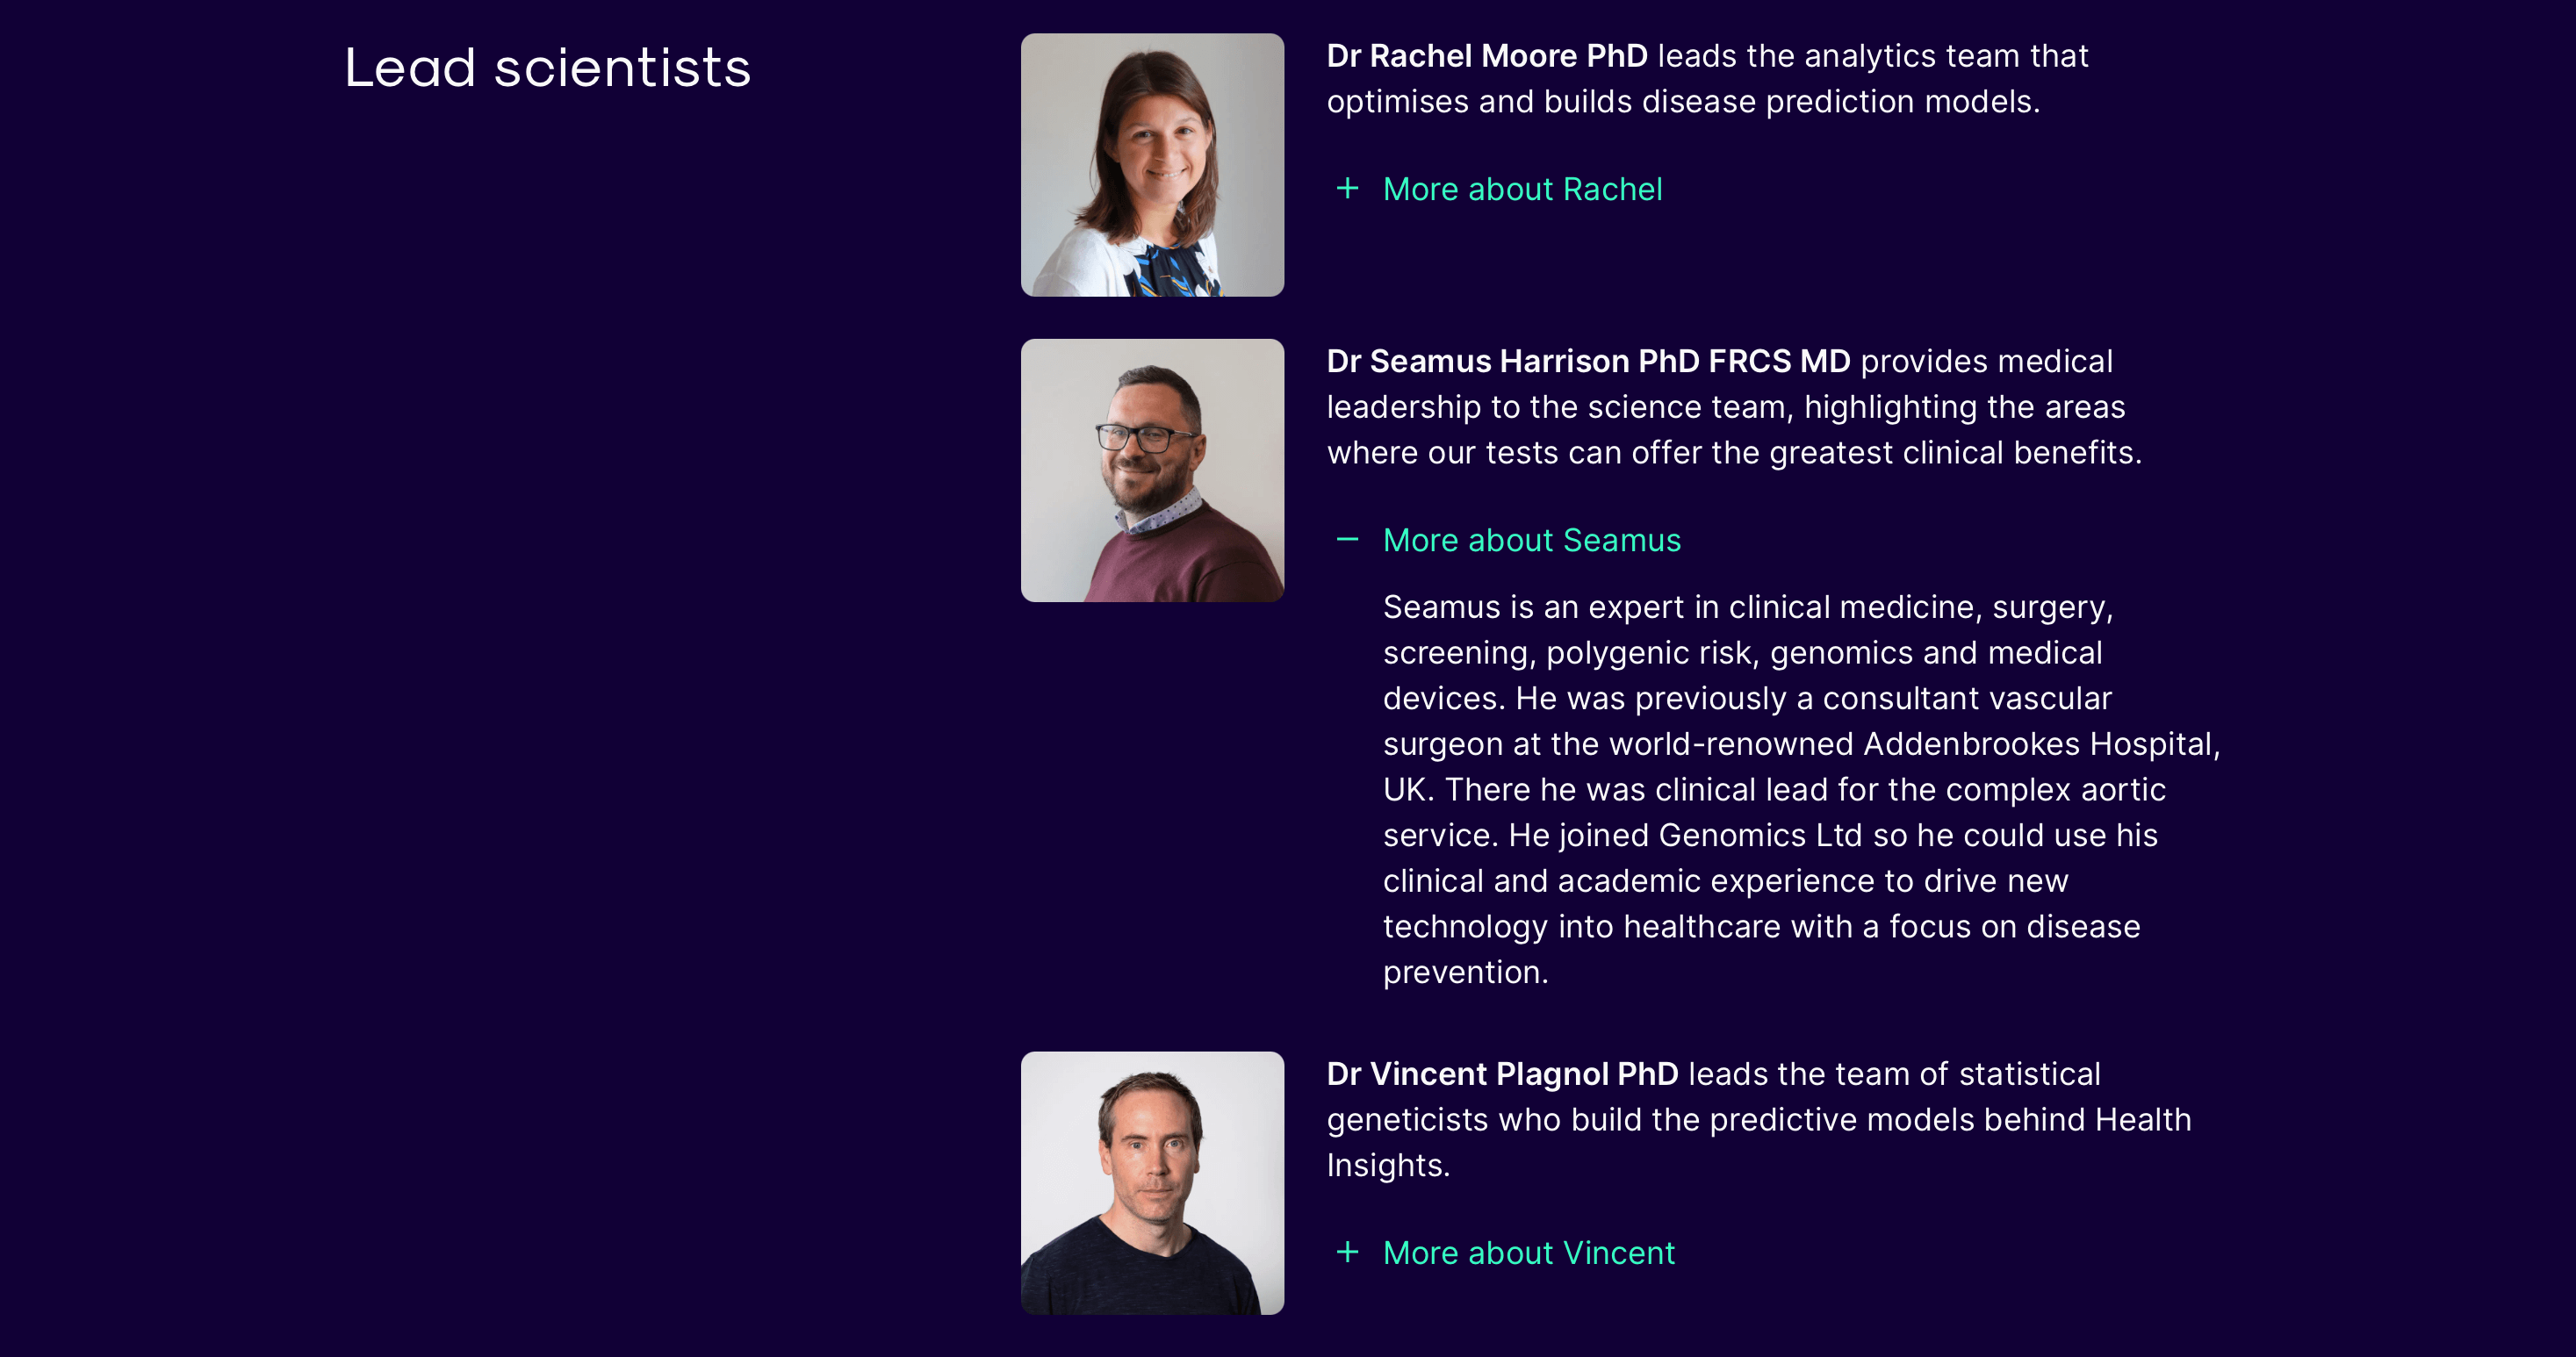 Lead scientists
Dr Rachel Moore PhD leads the analytics team that
optimises and builds disease prediction models.
+ More about Rachel
Dr Seamus Harrison PhD FRCS MD provides medical
leadership to the science team, highlighting the areas
where our tests can offer the greatest clinical benefits.
– More about Seamus
Seamus is an expert in clinical medicine, surgery,
screening, polygenic risk, genomics and medical
devices. He was previously a consultant vascular
surgeon at the world-renowned Addenbrookes Hospital,
UK. There he was clinical lead for the complex aortic
service. He joined Genomics Ltd so he could use his
clinical and academic experience to drive new
technology into healthcare with a focus on disease
prevention.
Dr Vincent Plagnol PhD leads the team of statistical
geneticists who build the predictive models behind Health
Insights.
+ More about Vincent